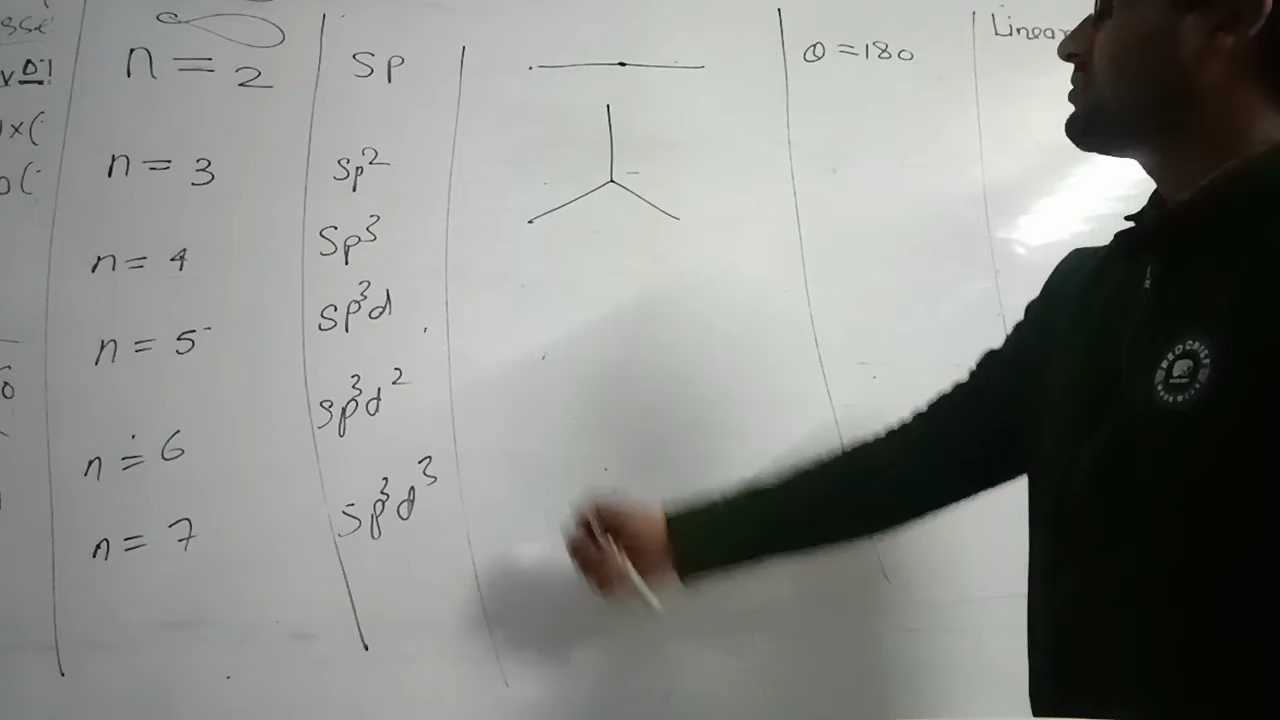 n = 2 sp θ = 180 Linear
n = 3 sp²
n = 4 sp³
n = 5 sp³d
n = 6 sp³d²
n = 7 sp³d³